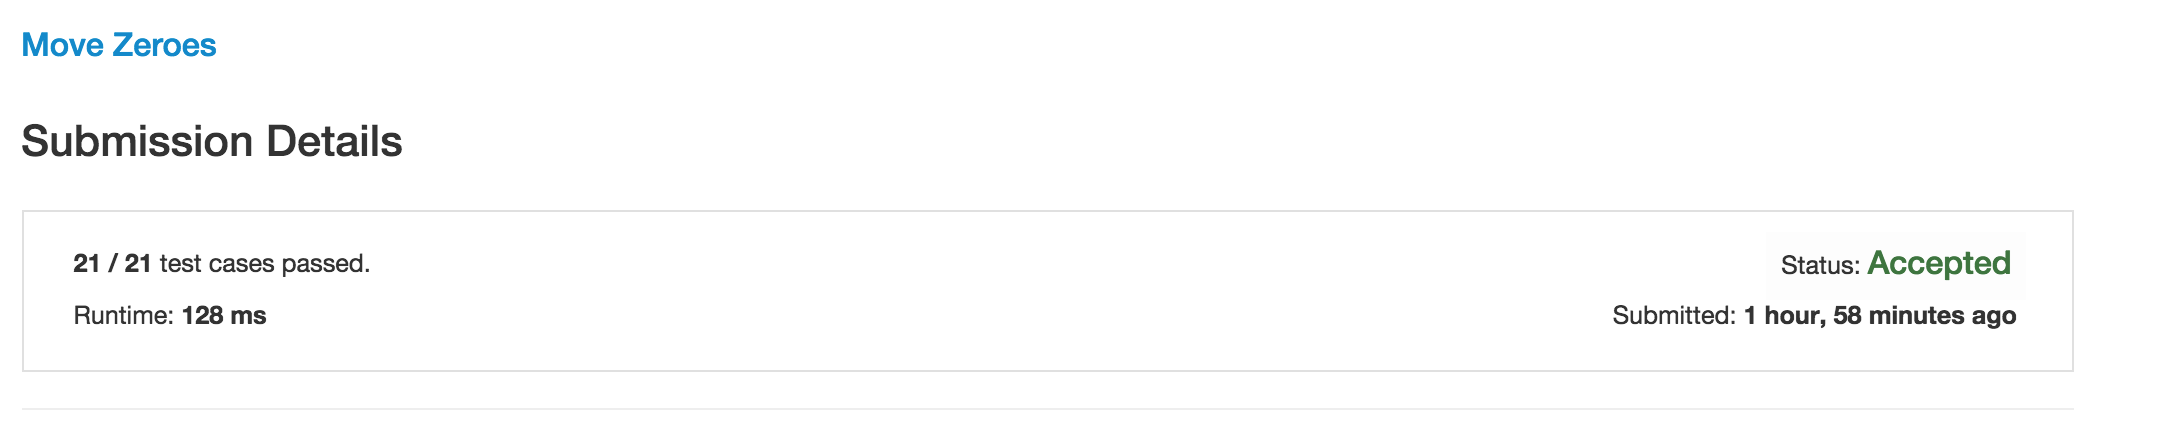 Move Zeroes
Submission Details
21 / 21 test cases passed.
Status: Accepted
Runtime: 128 ms
Submitted: 1 hour, 58 minutes ago